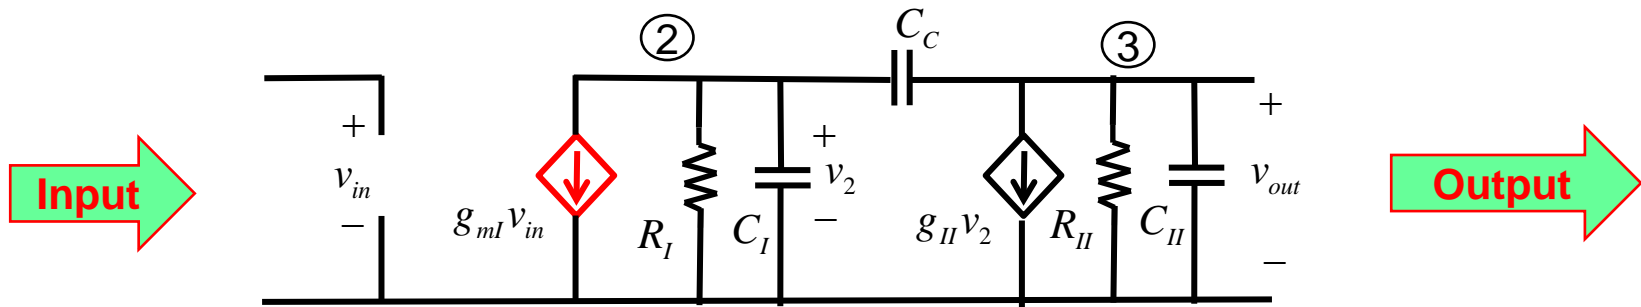 ② C_C ③
+ + +
Input v_in g_mI v_in R_I C_I v_2 g_II v_2 R_II C_II v_out Output
− − −